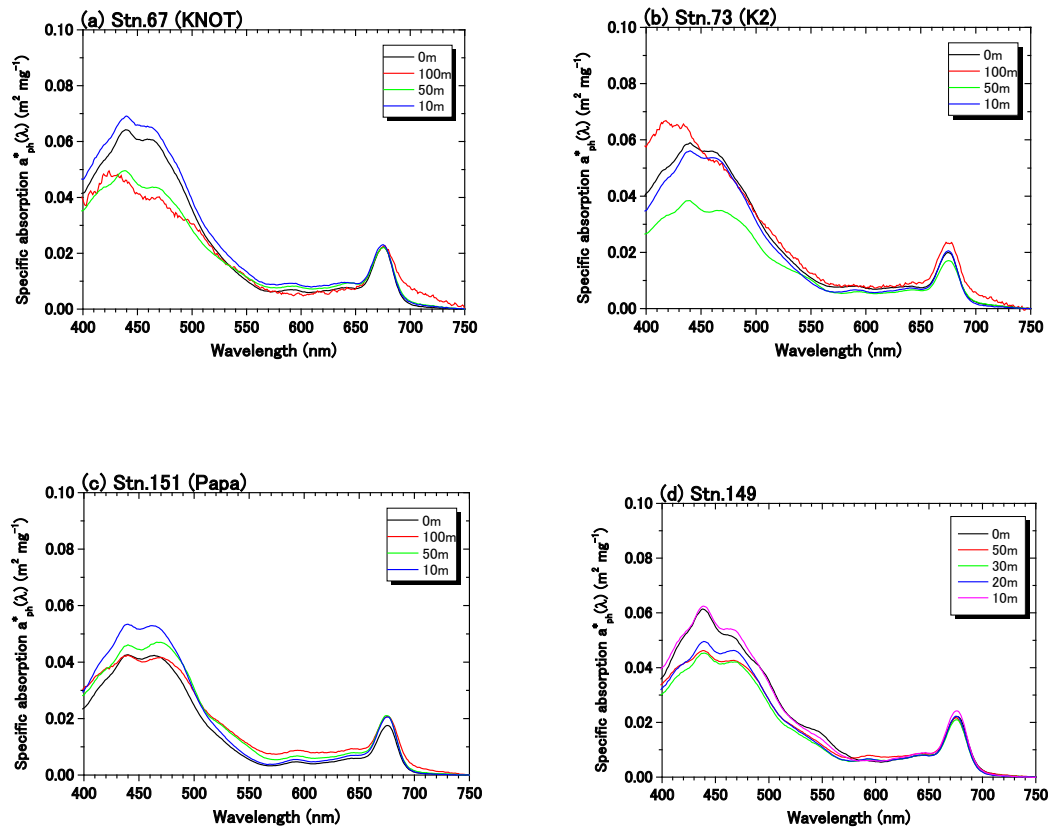 (a) Stn.67 (KNOT)
0.10
0.08
0.06
0.04
0.02
0.00
Specific absorption a*ph(λ) (m² mg⁻¹)
0m
100m
50m
10m
400 450 500 550 600 650 700 750
Wavelength (nm)
(b) Stn.73 (K2)
0.10
0.08
0.06
0.04
0.02
0.00
Specific absorption a*ph(λ) (m² mg⁻¹)
0m
100m
50m
10m
400 450 500 550 600 650 700 750
Wavelength (nm)
(c) Stn.151 (Papa)
0.10
0.08
0.06
0.04
0.02
0.00
Specific absorption a*ph(λ) (m² mg⁻¹)
0m
100m
50m
10m
400 450 500 550 600 650 700 750
Wavelength (nm)
(d) Stn.149
0.10
0.08
0.06
0.04
0.02
0.00
Specific absorption a*ph(λ) (m² mg⁻¹)
0m
50m
30m
20m
10m
400 450 500 550 600 650 700 750
Wavelength (nm)